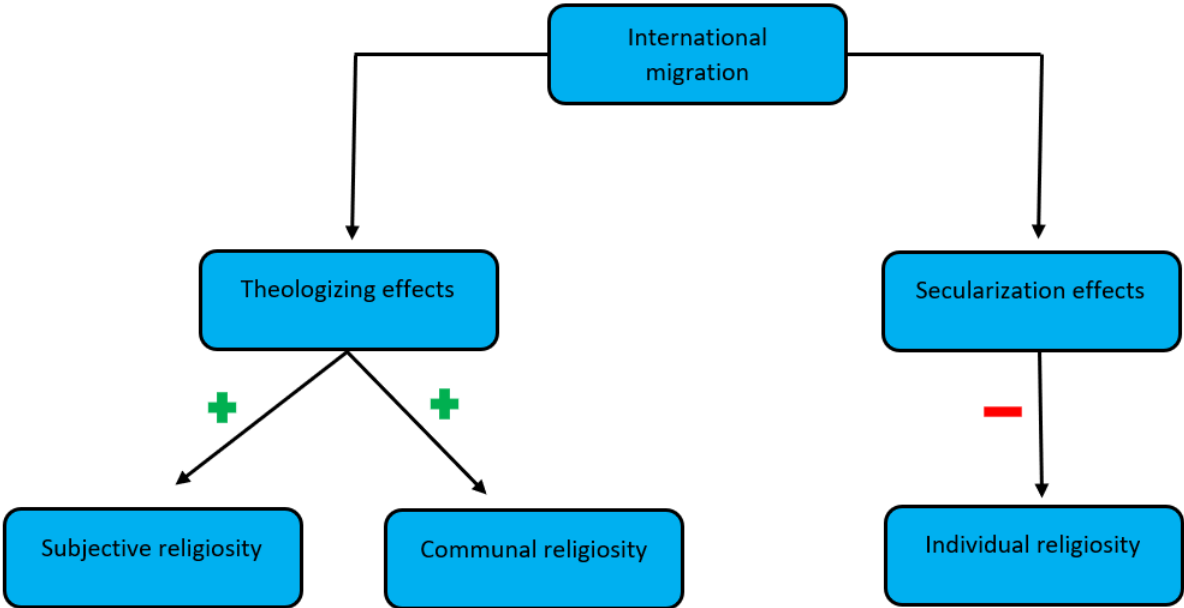 International
migration
Theologizing effects
Secularization effects
Subjective religiosity
Communal religiosity
Individual religiosity